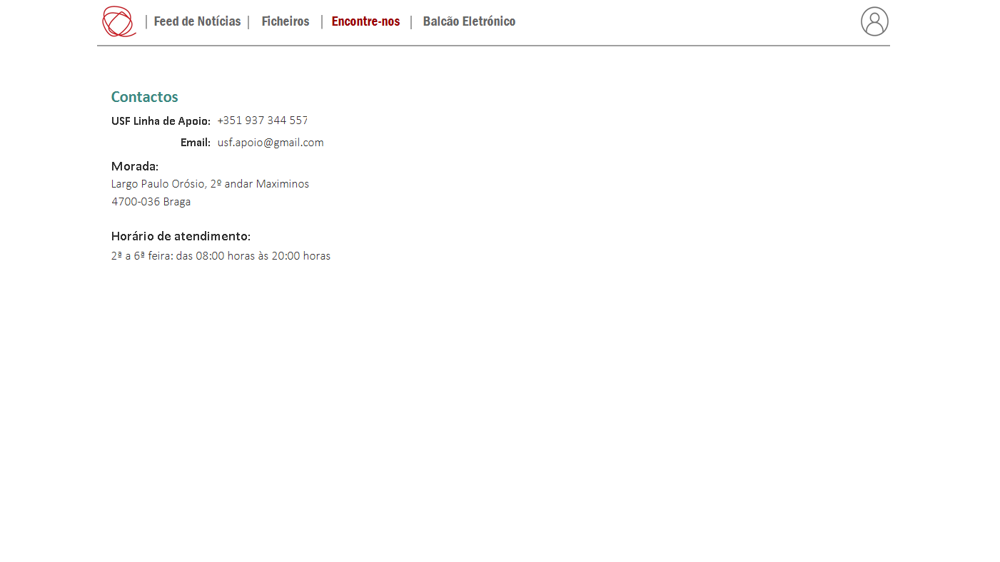 | Feed de Notícias | Ficheiros | Encontre-nos | Balcão Eletrónico
Contactos
USF Linha de Apoio: +351 937 344 557
Email: usf.apoio@gmail.com
Morada:
Largo Paulo Orósio, 2º andar Maximinos
4700-036 Braga
Horário de atendimento:
2ª a 6ª feira: das 08:00 horas às 20:00 horas